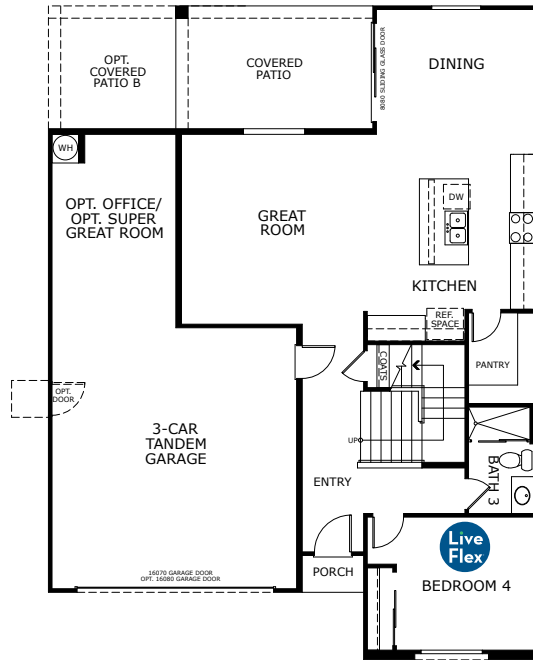 OPT.
COVERED
PATIO B
COVERED
PATIO
8080 SLIDING GLASS DOOR
DINING
WH
OPT. OFFICE/
OPT. SUPER
GREAT ROOM
GREAT
ROOM
DW
KITCHEN
REF.
SPACE
COATS
PANTRY
OPT.
DOOR
3-CAR
TANDEM
GARAGE
UP
BATH 3
ENTRY
Live
Flex
16070 GARAGE DOOR
OPT. 16080 GARAGE DOOR
PORCH
BEDROOM 4